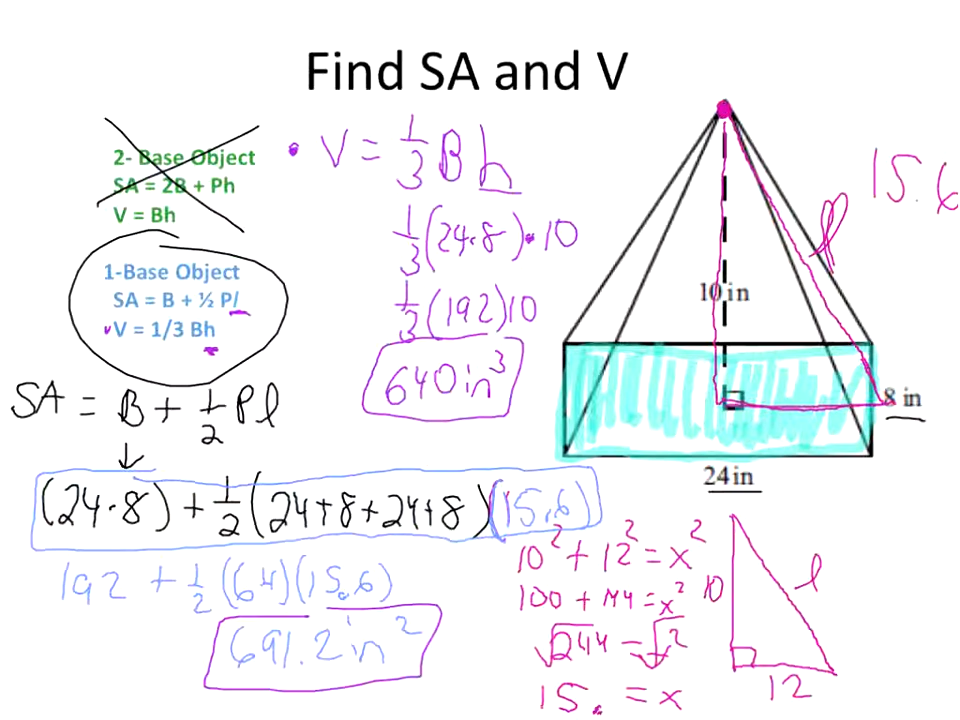 Find SA and V
2- Base Object
SA = 2B + Ph
V = Bh
1-Base Object
SA = B + ½ Pl
V = 1/3 Bh
• V = 1/3 B h
1/3 (24·8)·10
1/3 (192)10
640 in³
SA = B + 1/2 Pl
(24·8) + 1/2 (24+8+24+8)(15.6)
192 + 1/2 (64)(15.6)
691.2 in²
15.6
l
10 in
8 in
24 in
10² + 12² = x²
100 + 144 = x²
√244 = √
15. = x
10
l
12